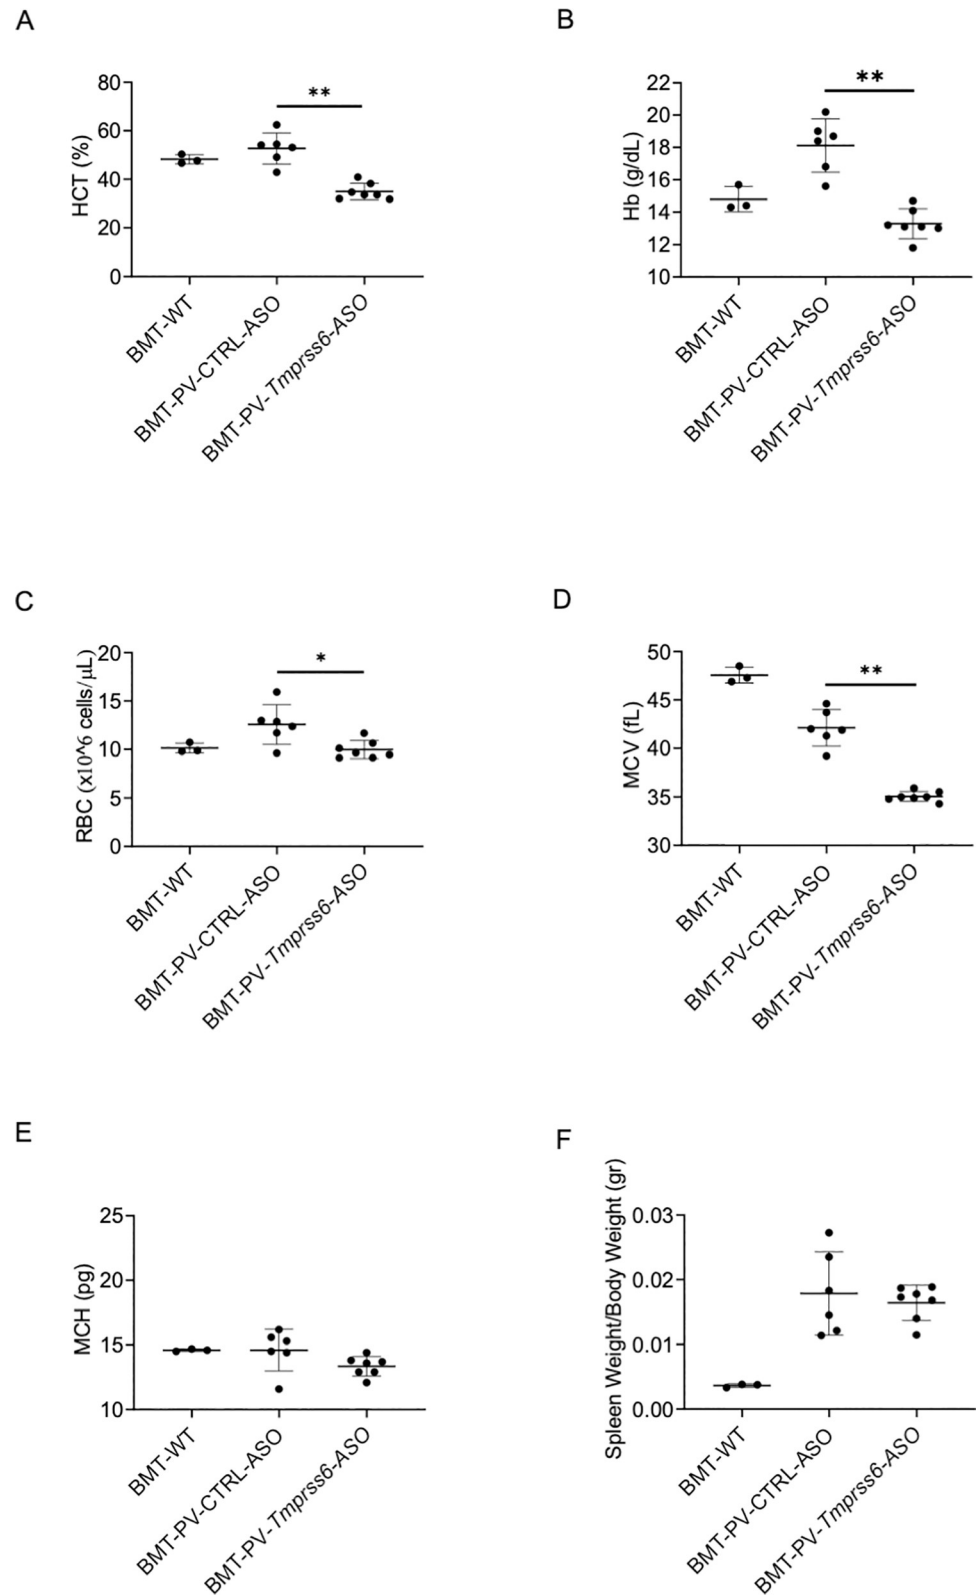 A
HCT (%)
80
60
40
20
0
**
BMT-WT
BMT-PV-CTRL-ASO
BMT-PV-Tmprss6-ASO
B
Hb (g/dL)
22
20
18
16
14
12
10
**
BMT-WT
BMT-PV-CTRL-ASO
BMT-PV-Tmprss6-ASO
C
RBC (x10^6 cells/μL)
20
15
10
5
0
*
BMT-WT
BMT-PV-CTRL-ASO
BMT-PV-Tmprss6-ASO
D
MCV (fL)
50
45
40
35
30
**
BMT-WT
BMT-PV-CTRL-ASO
BMT-PV-Tmprss6-ASO
E
MCH (pg)
25
20
15
10
BMT-WT
BMT-PV-CTRL-ASO
BMT-PV-Tmprss6-ASO
F
Spleen Weight/Body Weight (gr)
0.03
0.02
0.01
0.00
BMT-WT
BMT-PV-CTRL-ASO
BMT-PV-Tmprss6-ASO